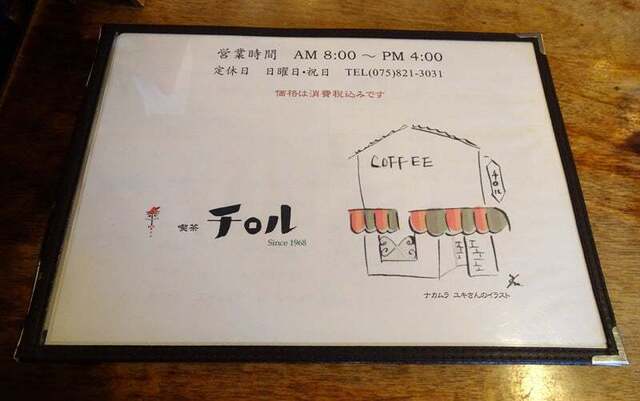 営業時間 AM 8:00 ～ PM 4:00
定休日 日曜日・祝日 TEL(075)821-3031
価格は消費税込みです
COFFEE
チロル
喫茶 チロル
Since 1968
ナカムラ ユキさんのイラスト